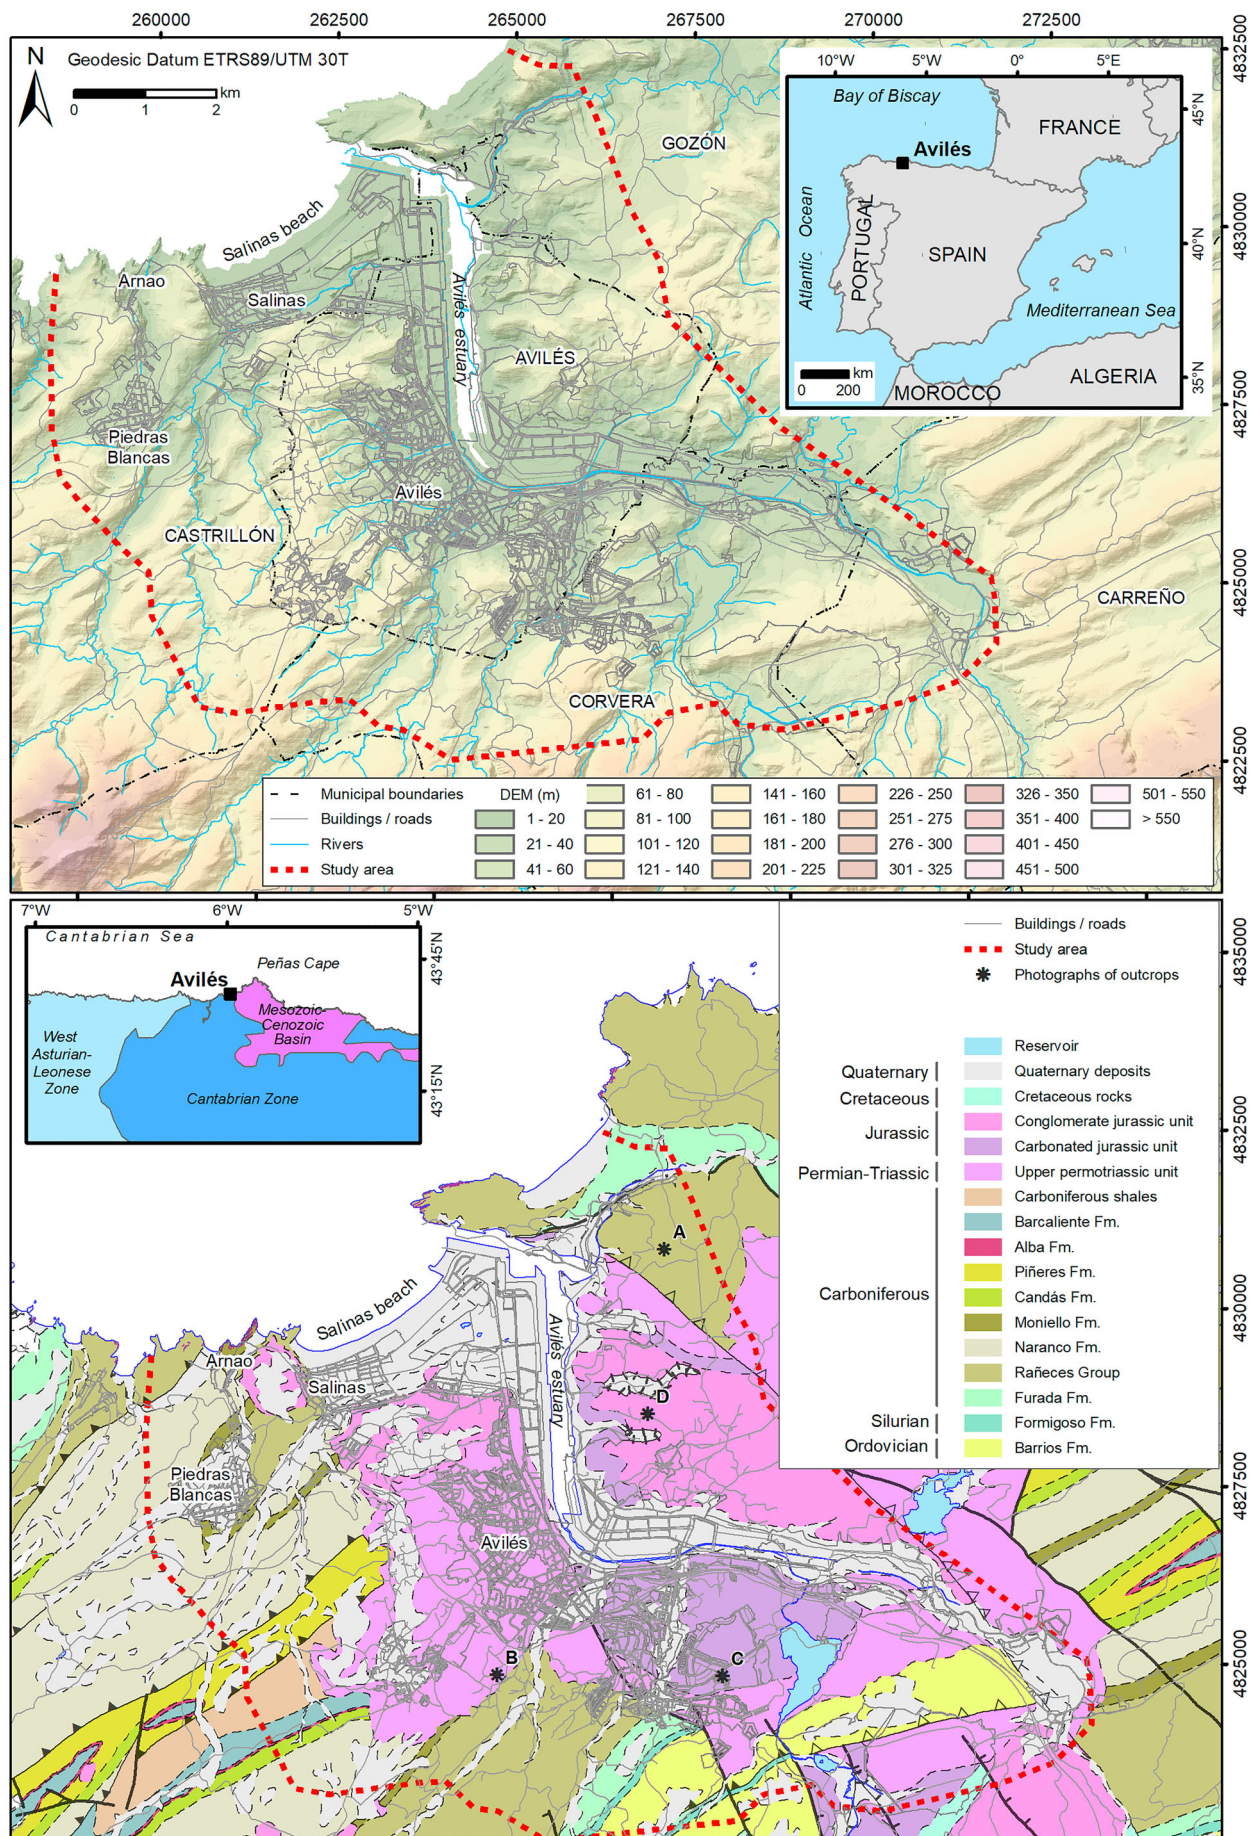 260000 262500 265000 267500 270000 272500
N
Geodesic Datum ETRS89/UTM 30T
km
0 1 2
4832500
4830000
4827500
4825000
4822500
10°W 5°W 0° 5°E
45°N
40°N
35°N
Bay of Biscay
FRANCE
Avilés
Atlantic Ocean
PORTUGAL
SPAIN
Mediterranean Sea
km
0 200
MOROCCO
ALGERIA
GOZÓN
Salinas beach
Arnao
Salinas
Avilés estuary
AVILÉS
Piedras
Blancas
Avilés
CASTRILLÓN
CARREÑO
CORVERA
Municipal boundaries
Buildings / roads
Rivers
Study area
DEM (m)
1 - 20
21 - 40
41 - 60
61 - 80
81 - 100
101 - 120
121 - 140
141 - 160
161 - 180
181 - 200
201 - 225
226 - 250
251 - 275
276 - 300
301 - 325
326 - 350
351 - 400
401 - 450
451 - 500
501 - 550
> 550
7°W 6°W 5°W
43°45'N
43°15'N
Cantabrian Sea
Peñas Cape
Avilés
Mesozoic-
Cenozoic
Basin
West
Asturian-
Leonese
Zone
Cantabrian Zone
Buildings / roads
Study area
Photographs of outcrops
Reservoir
Quaternary
Quaternary deposits
Cretaceous
Cretaceous rocks
Jurassic
Conglomerate jurassic unit
Carbonated jurassic unit
Permian-Triassic
Upper permotriassic unit
Carboniferous
Carboniferous shales
Barcaliente Fm.
Alba Fm.
Piñeres Fm.
Candás Fm.
Moniello Fm.
Naranco Fm.
Rañeces Group
Furada Fm.
Silurian
Formigoso Fm.
Ordovician
Barrios Fm.
4835000
4832500
4830000
4827500
4825000
A
Salinas beach
Avilés estuary
Arnao
Salinas
D
Piedras
Blancas
Avilés
B
C